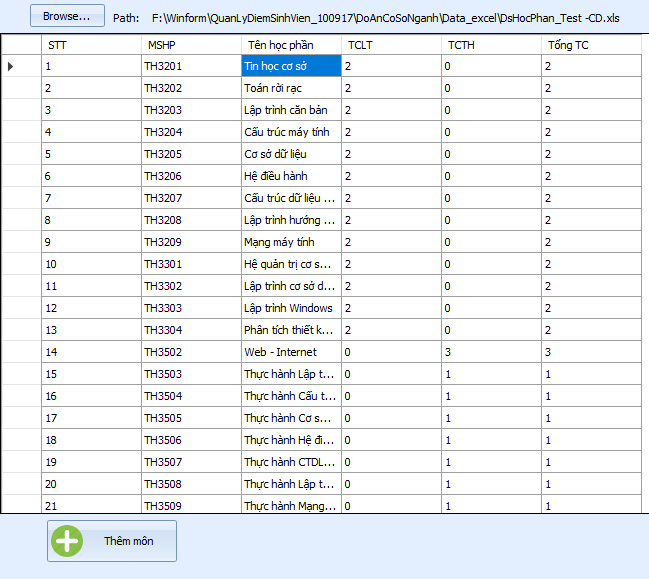 Browse... Path: F:\Winform\QuanLyDiemSinhVien_100917\DoAnCoSoNganh\Data_excel\DsHocPhan_Test -CD.xls
STT MSHP Tên học phần TCLT TCTH Tổng TC
1 TH3201 Tin học cơ sở 2 0 2
2 TH3202 Toán rời rạc 2 0 2
3 TH3203 Lập trình căn bản 2 0 2
4 TH3204 Cấu trúc máy tính 2 0 2
5 TH3205 Cơ sở dữ liệu 2 0 2
6 TH3206 Hệ điều hành 2 0 2
7 TH3207 Cấu trúc dữ liệu ... 2 0 2
8 TH3208 Lập trình hướng ... 2 0 2
9 TH3209 Mạng máy tính 2 0 2
10 TH3301 Hệ quản trị cơ s... 2 0 2
11 TH3302 Lập trình cơ sở d... 2 0 2
12 TH3303 Lập trình Windows 2 0 2
13 TH3304 Phân tích thiết k... 2 0 2
14 TH3502 Web - Internet 0 3 3
15 TH3503 Thực hành Lập t... 0 1 1
16 TH3504 Thực hành Cấu t... 0 1 1
17 TH3505 Thực hành Cơ s... 0 1 1
18 TH3506 Thực hành Hệ đi... 0 1 1
19 TH3507 Thực hành CTDL... 0 1 1
20 TH3508 Thực hành Lập t... 0 1 1
21 TH3509 Thực hành Mạng... 0 1 1
Thêm môn